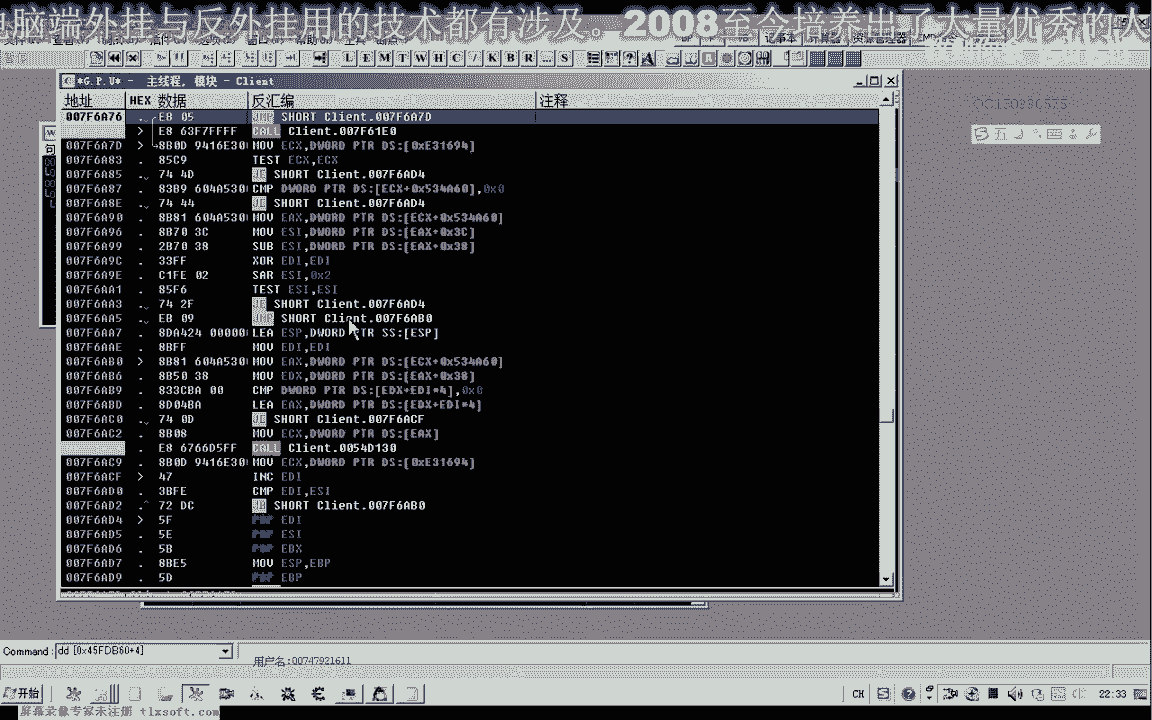 脑端外挂与反外挂用的技术都有涉及。2008至今培养出了大量优秀的人
L E M T W H C / K B R ... S
*G.P.U* - 主线程, 模块 - Client
地址 HEX 数据 反汇编 注释
007F6A76 . E8 05 JMP SHORT Client.007F6A7D
> E8 63F7FFFF CALL Client.007F61E0
007F6A7D > 8B0D 9416E30 MOV ECX,DWORD PTR DS:[0xE31694]
007F6A83 . 85C9 TEST ECX,ECX
007F6A85 . 74 4D JE SHORT Client.007F6AD4
007F6A87 . 83B9 604A530 CMP DWORD PTR DS:[ECX+0x534A60],0x0
007F6A8E . 74 44 JE SHORT Client.007F6AD4
007F6A90 . 8B81 604A530 MOV EAX,DWORD PTR DS:[ECX+0x534A60]
007F6A96 . 8B70 3C MOV ESI,DWORD PTR DS:[EAX+0x3C]
007F6A99 . 2B70 38 SUB ESI,DWORD PTR DS:[EAX+0x38]
007F6A9C . 33FF XOR EDI,EDI
007F6A9E . C1FE 02 SAR ESI,0x2
007F6AA1 . 85F6 TEST ESI,ESI
007F6AA3 . 74 2F JE SHORT Client.007F6AD4
007F6AA5 . EB 09 JMP SHORT Client.007F6AB0
007F6AA7 . 8DA424 00000 LEA ESP,DWORD PTR SS:[ESP]
007F6AAE . 8BFF MOV EDI,EDI
007F6AB0 > 8B81 604A530 MOV EAX,DWORD PTR DS:[ECX+0x534A60]
007F6AB6 . 8B50 38 MOV EDX,DWORD PTR DS:[EAX+0x38]
007F6AB9 . 833CBA 00 CMP DWORD PTR DS:[EDX+EDI*4],0x0
007F6ABD . 8D04BA LEA EAX,DWORD PTR DS:[EDX+EDI*4]
007F6AC0 . 74 0D JE SHORT Client.007F6ACF
007F6AC2 . 8B08 MOV ECX,DWORD PTR DS:[EAX]
. E8 6766D5FF CALL Client.0054D130
007F6AC9 . 8B0D 9416E30 MOV ECX,DWORD PTR DS:[0xE31694]
007F6ACF > 47 INC EDI
007F6AD0 . 3BFE CMP EDI,ESI
007F6AD2 .^ 72 DC JB SHORT Client.007F6AB0
007F6AD4 > 5F POP EDI
007F6AD5 . 5E POP ESI
007F6AD6 . 5B POP EBX
007F6AD7 . 8BE5 MOV ESP,EBP
007F6AD9 . 5D POP EBP
Command: dd [0x45FDB60+4]
用户名:00747921611
开始 CH 22:33
屏幕录像专家未注册 tlxsoft.com